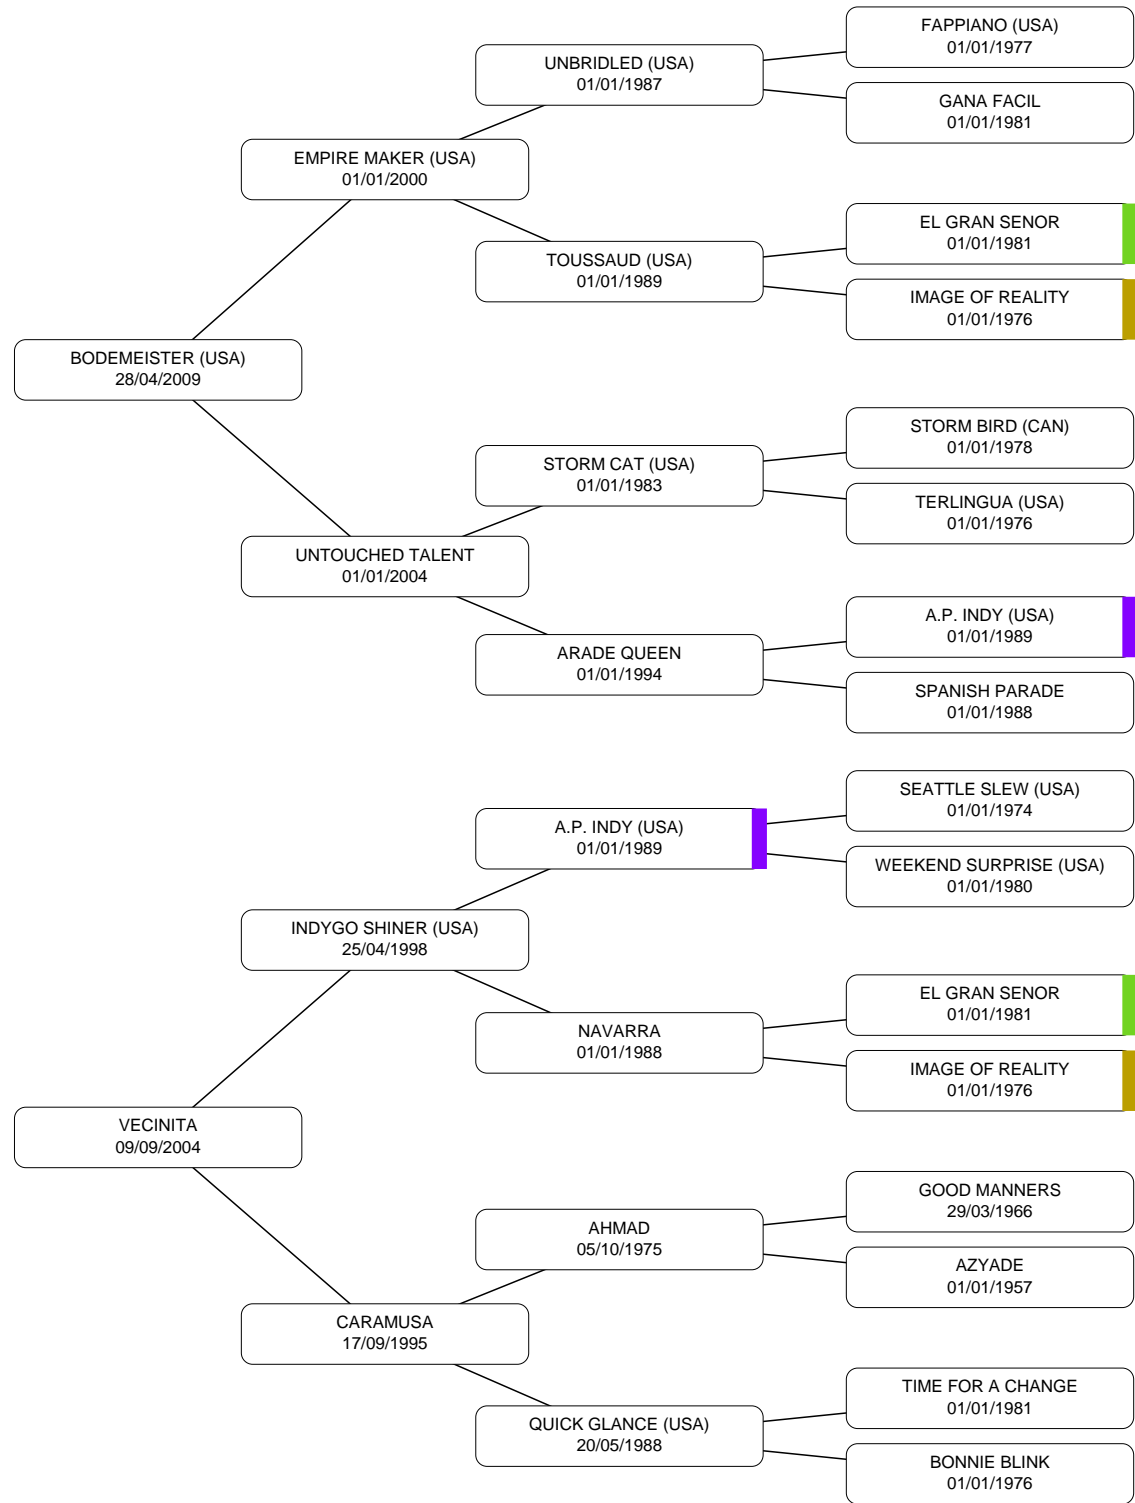 FAPPIANO (USA)
01/01/1977
UNBRIDLED (USA)
01/01/1987
GANA FACIL
01/01/1981
EMPIRE MAKER (USA)
01/01/2000
EL GRAN SENOR
01/01/1981
TOUSSAUD (USA)
01/01/1989
IMAGE OF REALITY
01/01/1976
BODEMEISTER (USA)
28/04/2009
STORM BIRD (CAN)
01/01/1978
STORM CAT (USA)
01/01/1983
TERLINGUA (USA)
01/01/1976
UNTOUCHED TALENT
01/01/2004
A.P. INDY (USA)
01/01/1989
ARADE QUEEN
01/01/1994
SPANISH PARADE
01/01/1988
SEATTLE SLEW (USA)
01/01/1974
A.P. INDY (USA)
01/01/1989
WEEKEND SURPRISE (USA)
01/01/1980
INDYGO SHINER (USA)
25/04/1998
EL GRAN SENOR
01/01/1981
NAVARRA
01/01/1988
IMAGE OF REALITY
01/01/1976
VECINITA
09/09/2004
GOOD MANNERS
29/03/1966
AHMAD
05/10/1975
AZYADE
01/01/1957
CARAMUSA
17/09/1995
TIME FOR A CHANGE
01/01/1981
QUICK GLANCE (USA)
20/05/1988
BONNIE BLINK
01/01/1976